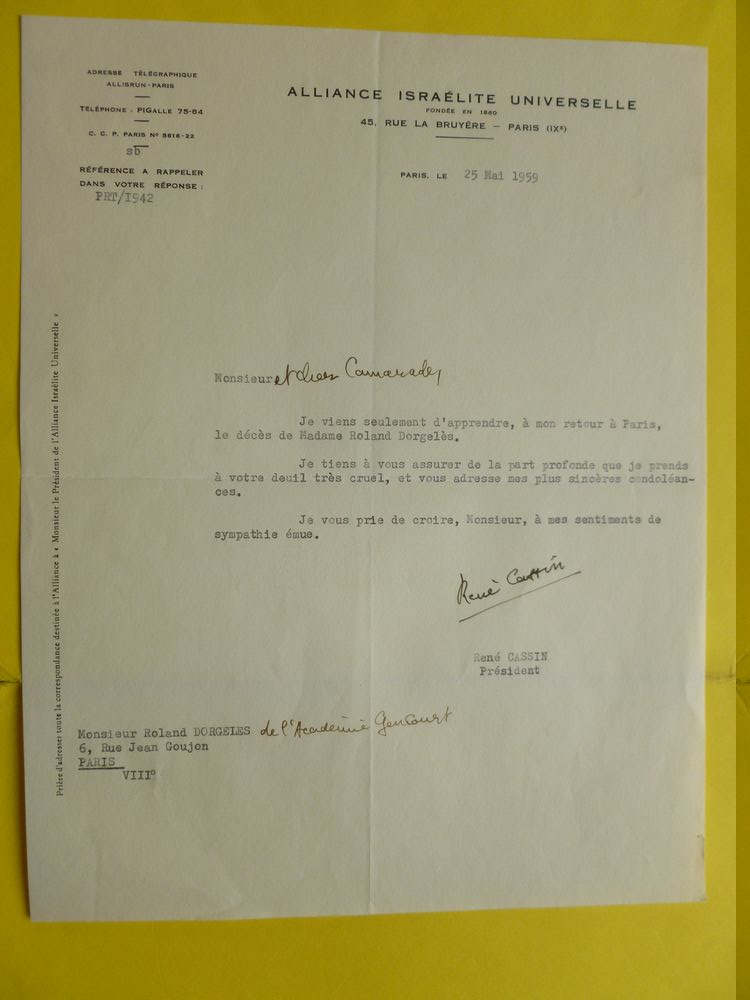 ADRESSE TÉLÉGRAPHIQUE
ALLISRUN-PARIS
TÉLÉPHONE : PIGALLE 75-84
C. C. P. PARIS Nº 5816-22
sb
RÉFÉRENCE A RAPPELER
DANS VOTRE RÉPONSE :
PRT/1942
ALLIANCE ISRAÉLITE UNIVERSELLE
FONDÉE EN 1860
45, RUE LA BRUYÈRE — PARIS (IXᵉ)
PARIS, LE 25 Mai 1959
Monsieur et cher Camarade,
Je viens seulement d'apprendre, à mon retour à Paris,
le décès de Madame Roland Dorgelès.
Je tiens à vous assurer de la part profonde que je prends
à votre deuil très cruel, et vous adresse mes plus sincères condoléan-
ces.
Je vous prie de croire, Monsieur, à mes sentiments de
sympathie émue.
René Cassin
René CASSIN
Président
Monsieur Roland DORGELES de l'Académie Goncourt
6, Rue Jean Goujon
PARIS
VIII°
Prière d'adresser toute la correspondance destinée à l'Alliance à « Monsieur le Président de l'Alliance Israélite Universelle »